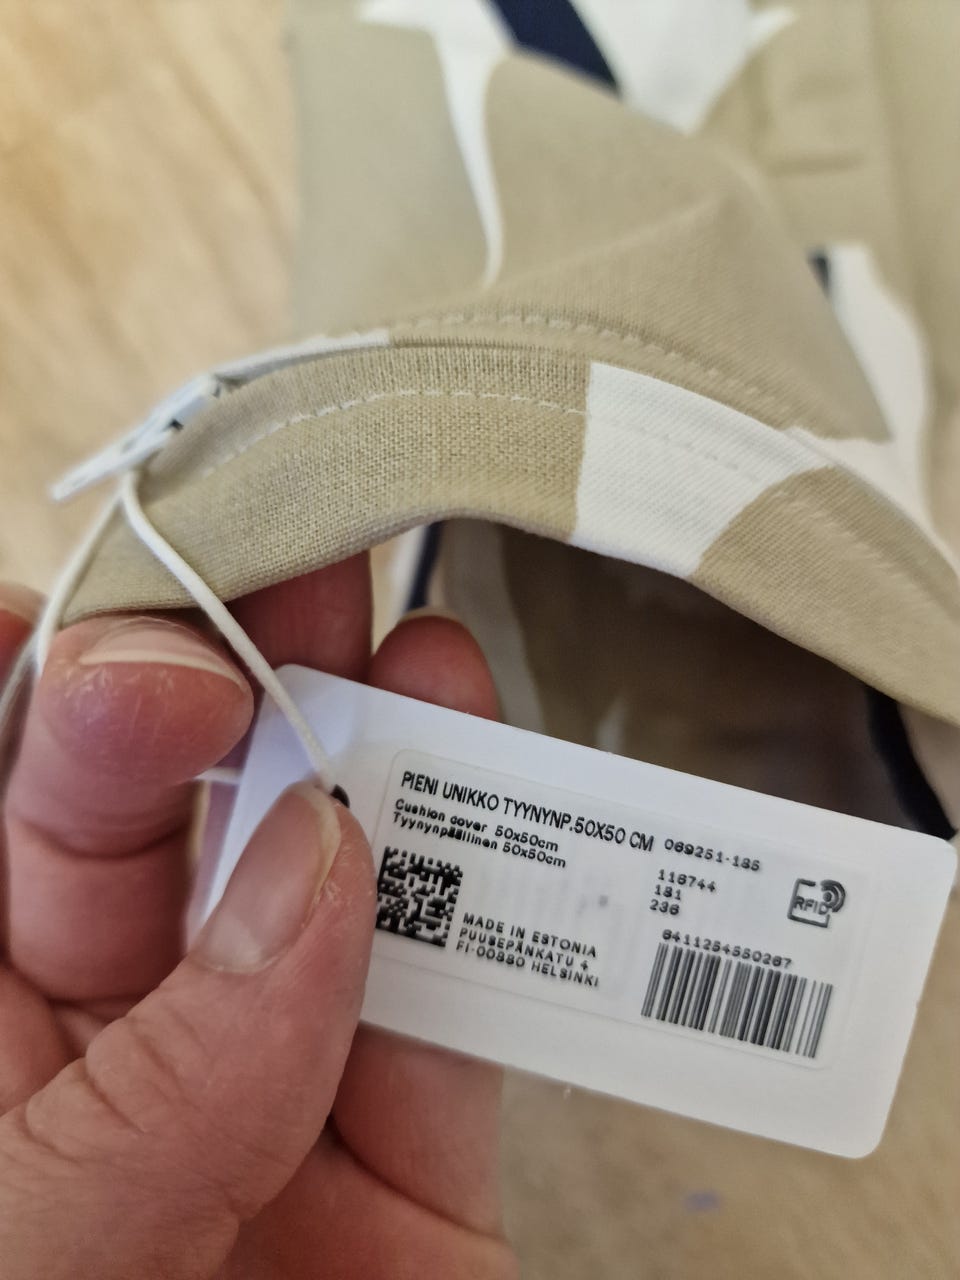 PIENI UNIKKO TYYNYNP.50X50 CM
Cushion cover 50x50cm
Tyynynpäällinen 50x50cm
069251-185
116744
181
236
RFID
MADE IN ESTONIA
PUUSEPÄNKATU 4
FI-00880 HELSINKI
6411254550267